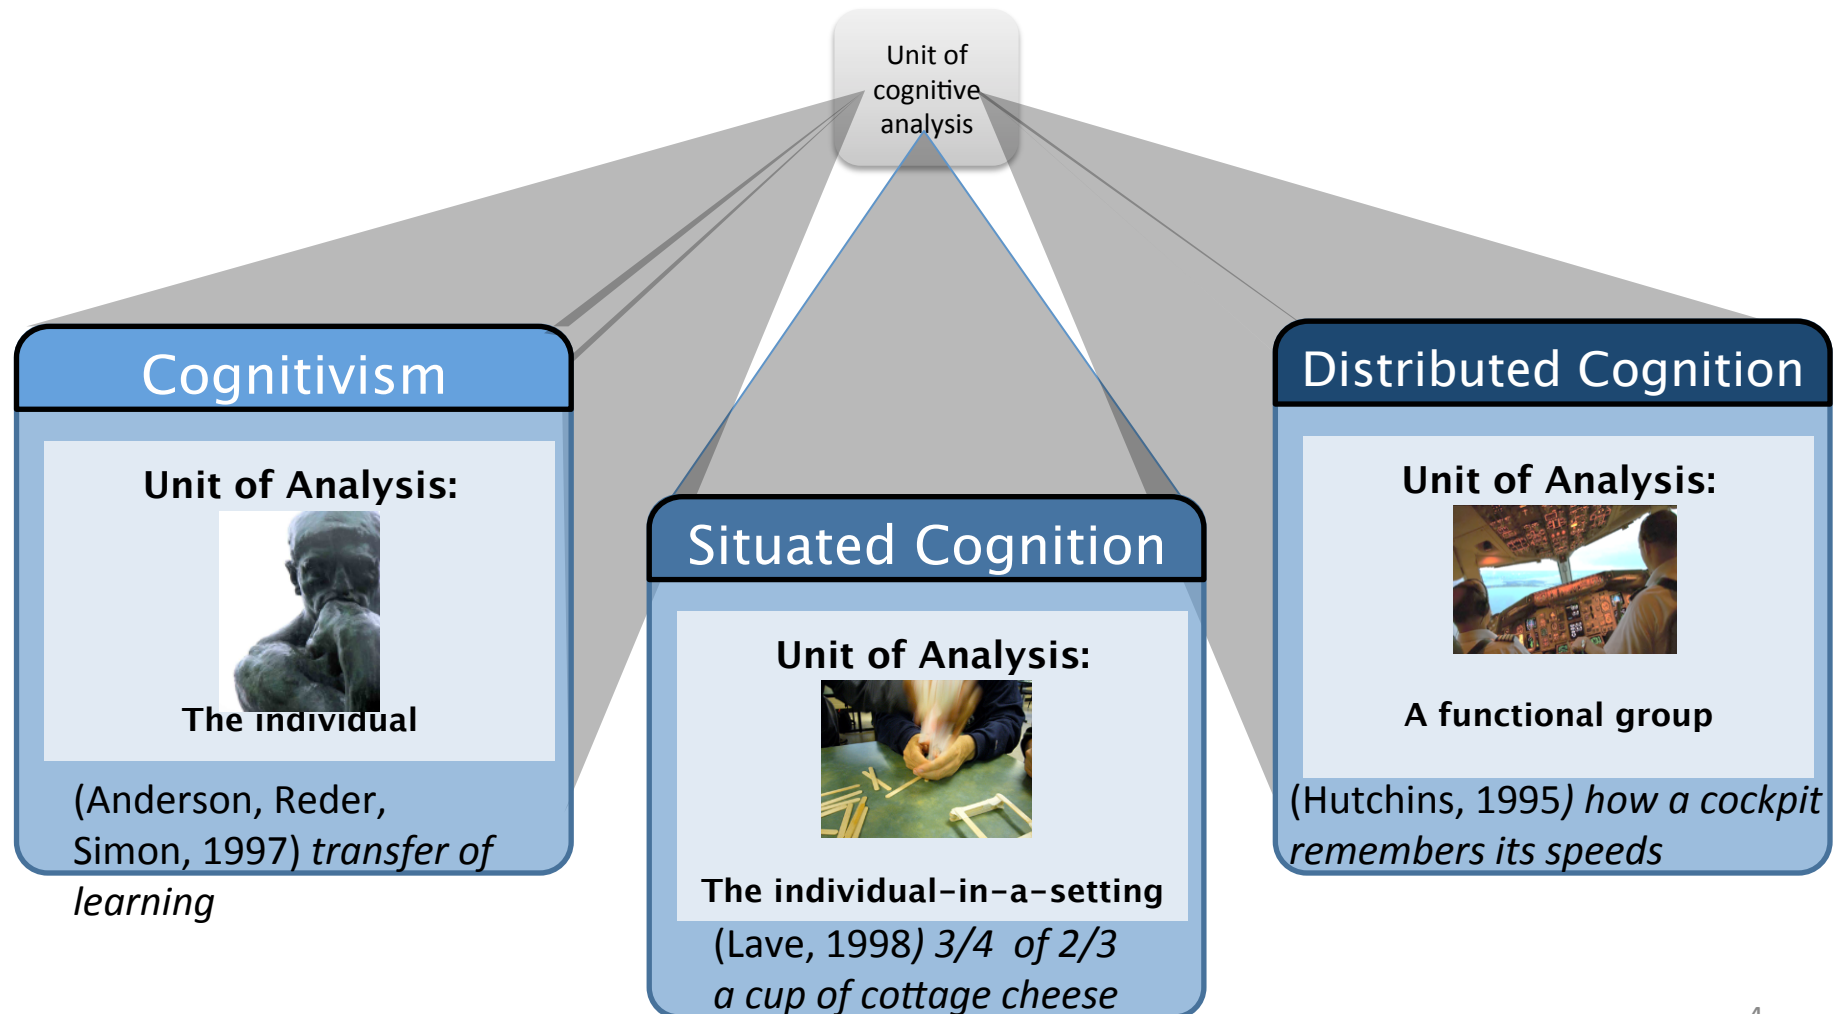 Unit of
cognitive
analysis
Cognitivism
Unit of Analysis:
The individual
(Anderson, Reder,
Simon, 1997) transfer of
learning
Situated Cognition
Unit of Analysis:
The individual-in-a-setting
(Lave, 1998) 3/4 of 2/3
a cup of cottage cheese
Distributed Cognition
Unit of Analysis:
A functional group
(Hutchins, 1995) how a cockpit
remembers its speeds
4